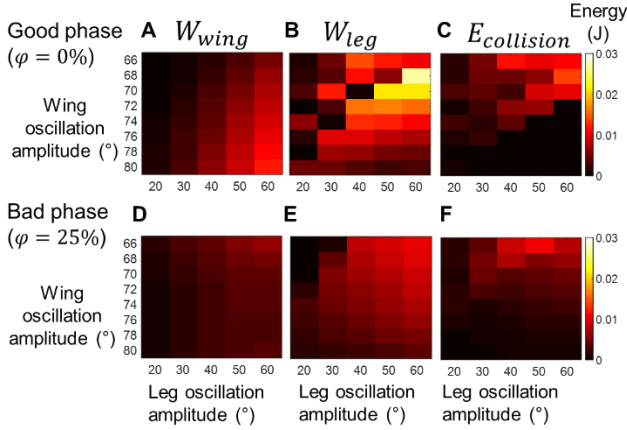 Good phase
(φ = 0%)
A W_wing B W_leg C E_collision
Energy
(J)
Wing
oscillation
amplitude (°)
66
68
70
72
74
76
78
80
0.03
0.02
0.01
0
20 30 40 50 60 20 30 40 50 60 20 30 40 50 60
Bad phase
(φ = 25%)
D E F
Wing
oscillation
amplitude (°)
66
68
70
72
74
76
78
80
0.03
0.02
0.01
0
20 30 40 50 60 20 30 40 50 60 20 30 40 50 60
Leg oscillation Leg oscillation Leg oscillation
amplitude (°) amplitude (°) amplitude (°)